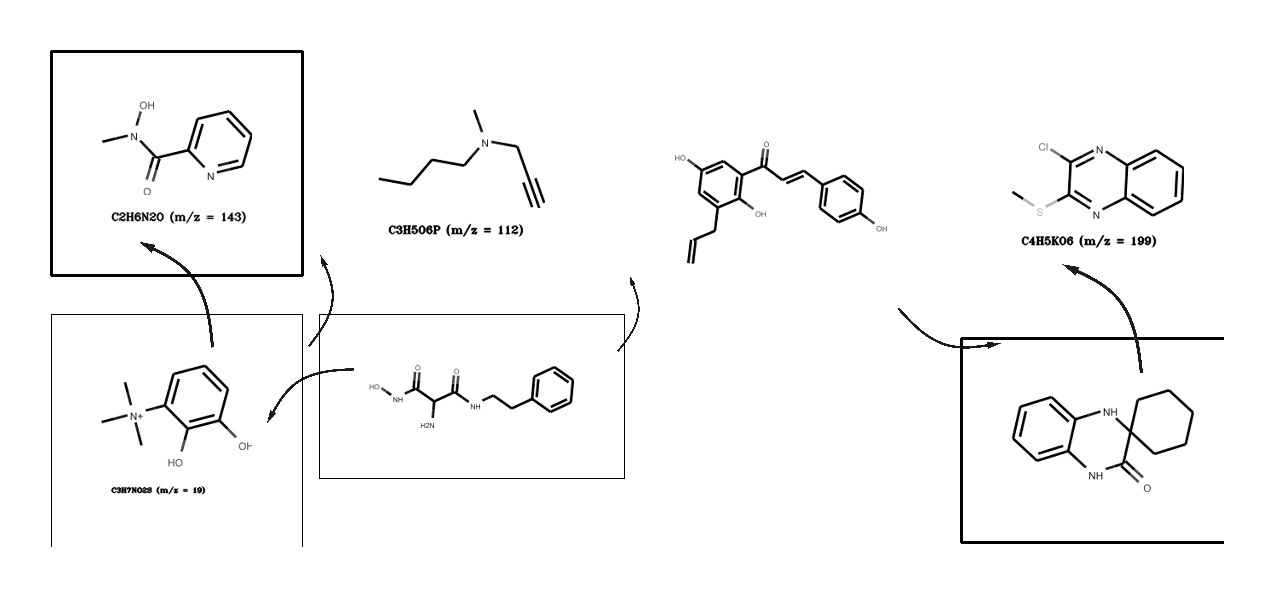 OH
N
N
O
C2H6N2O (m/z = 143)
N
C3H5O6P (m/z = 112)
HO
O
OH
OH
Cl
N
N
S
C4H5KO6 (m/z = 199)
N+
OH
HO
C3H7NO2S (m/z = 19)
O
O
HO
NH
NH
H2N
NH
NH
O